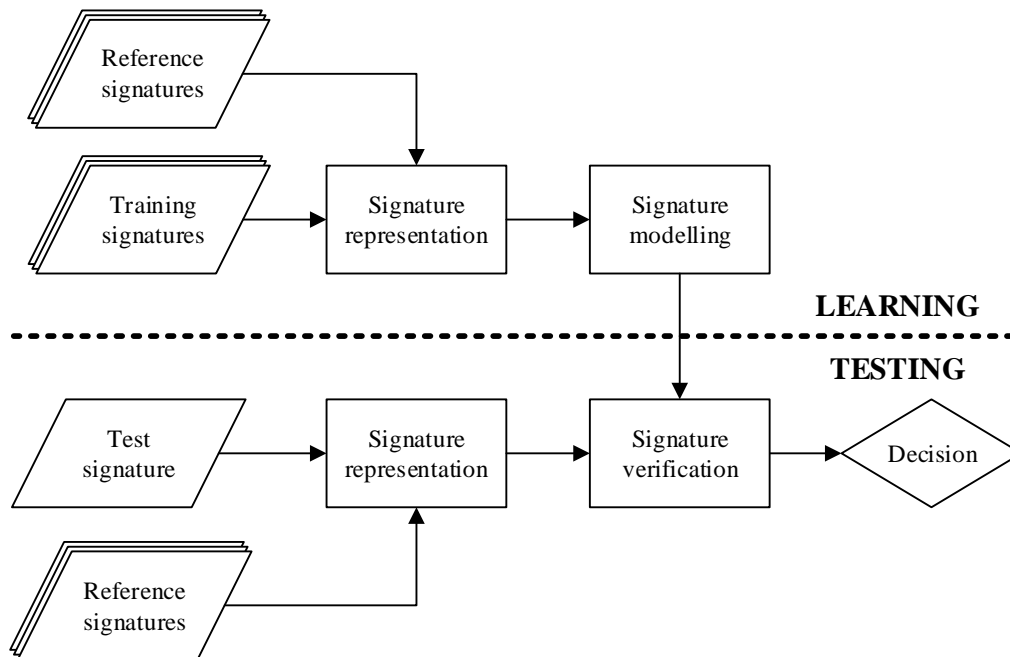 Reference
signatures
Training
signatures
Signature
representation
Signature
modelling
LEARNING
TESTING
Test
signature
Signature
representation
Signature
verification
Decision
Reference
signatures